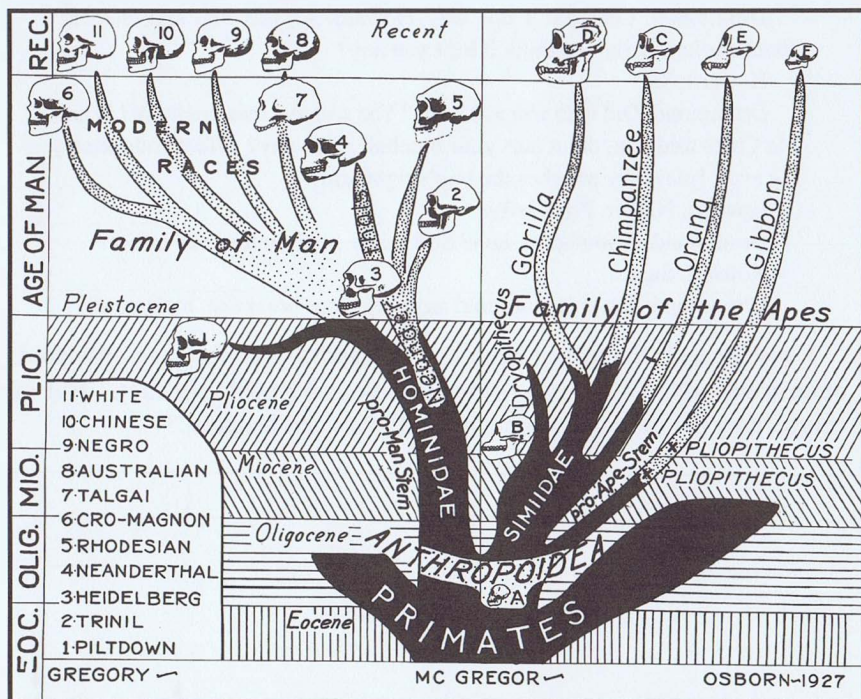 REC.
11
10
9
8
Recent
D
C
E
F
AGE OF MAN
6
7
5
4
2
3
MODERN
RACES
Family of Man
Pleistocene
Gorilla
Chimpanzee
Orang
Gibbon
Family of the Apes
PLIO.
1
Pliocene
Neandertaloid
HOMINIDAE
pro-Man Stem
Dryopithecus
B
SIMIIDAE
pro-Ape-Stem
PLIOPITHECUS
PLIOPITHECUS
MIO.
Miocene
OLIG.
Oligocene
ANTHROPOIDEA
A
PRIMATES
EOC.
Eocene
11·WHITE
10·CHINESE
9·NEGRO
8·AUSTRALIAN
7·TALGAI
6·CRO-MAGNON
5·RHODESIAN
4·NEANDERTHAL
3·HEIDELBERG
2·TRINIL
1·PILTDOWN
GREGORY
MC GREGOR
OSBORN~1927